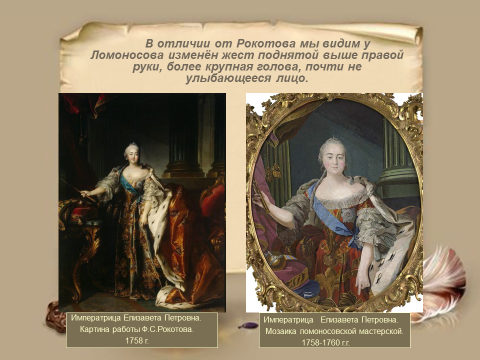 В отличии от Рокотова мы видим у
Ломоносова изменён жест поднятой выше правой
руки, более крупная голова, почти не
улыбающееся лицо.
Императрица Елизавета Петровна.
Картина работы Ф.С.Рокотова.
1758 г.
Императрица Елизавета Петровна.
Мозаика ломоносовской мастерской.
1758-1760 г.г.